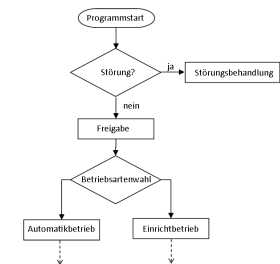 Programmstart
Störung?
ja
Störungsbehandlung
nein
Freigabe
Betriebsartenwahl
Automatikbetrieb
Einrichtbetrieb